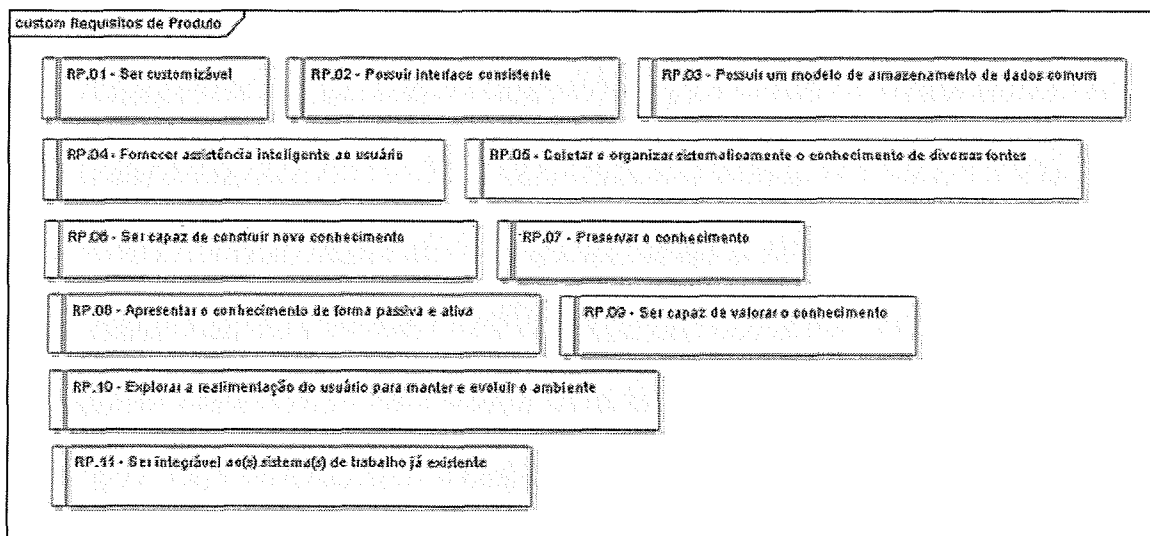 custom Requisitos de Produto
RP.01 - Ser customizável
RP.02 - Possuir interface consistente
RP.03 - Possuir um modelo de armazenamento de dados comum
RP.04 - Fornecer assistência inteligente ao usuário
RP.05 - Coletar e organizar sistematicamente o conhecimento de diversas fontes
RP.06 - Ser capaz de construir novo conhecimento
RP.07 - Preservar o conhecimento
RP.08 - Apresentar o conhecimento de forma passiva e ativa
RP.09 - Ser capaz de valorar o conhecimento
RP.10 - Explorar a realimentação do usuário para manter e evoluir o ambiente
RP.11 - Ser integrável ao(s) sistema(s) de trabalho já existente